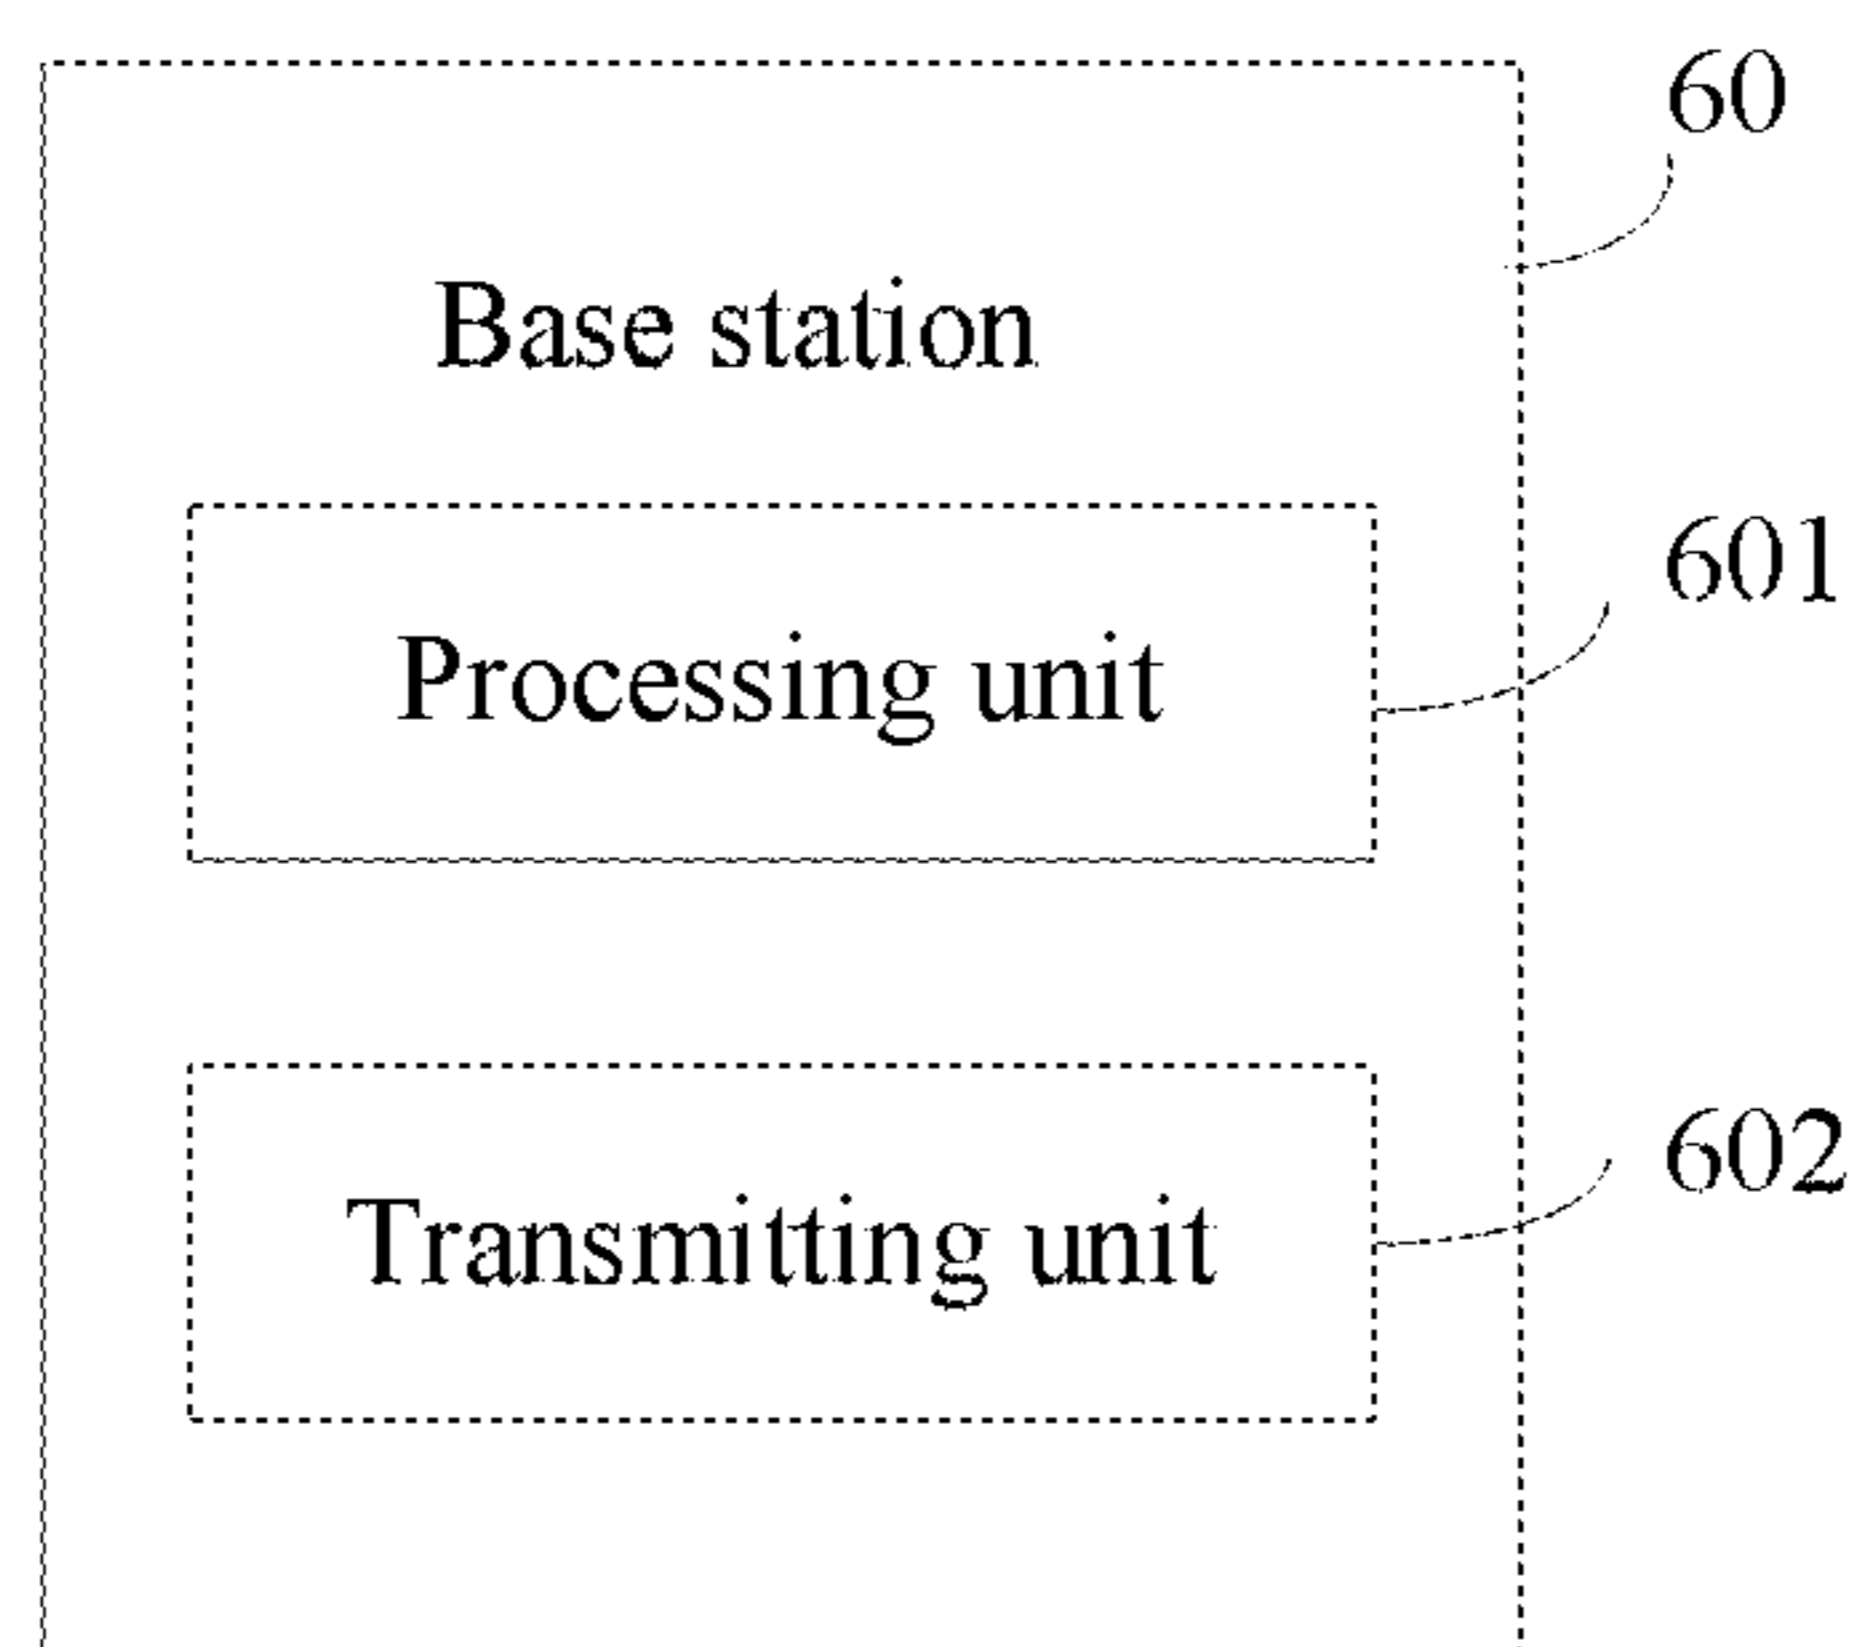 60
Base station
601
Processing unit
602
Transmitting unit